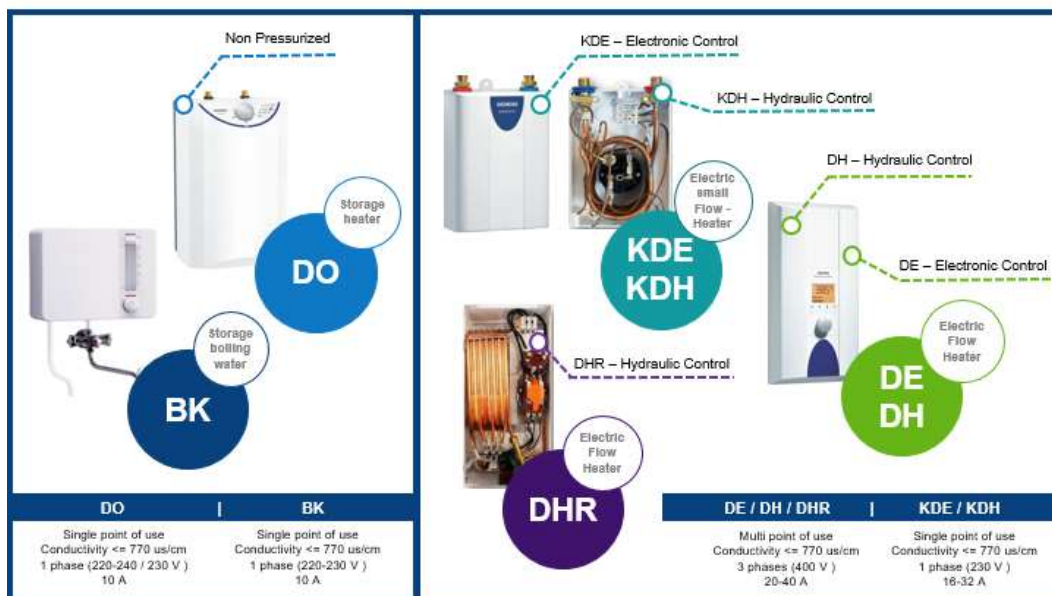 Non Pressurized
Storage
heater
DO
Storage
boiling
water
BK
DO | BK
Single point of use
Conductivity <= 770 us/cm
1 phase (220-240 / 230 V )
10 A
Single point of use
Conductivity <= 770 us/cm
1 phase (220-230 V )
10 A
KDE – Electronic Control
KDH – Hydraulic Control
SIEMENS
Electric
small
Flow -
Heater
KDE
KDH
DH – Hydraulic Control
DE – Electronic Control
Electric
Flow
Heater
DE
DH
DHR – Hydraulic Control
Electric
Flow
Heater
DHR
DE / DH / DHR | KDE / KDH
Multi point of use
Conductivity <= 770 us/cm
3 phases (400 V )
20-40 A
Single point of use
Conductivity <= 770 us/cm
1 phase (230 V )
16-32 A